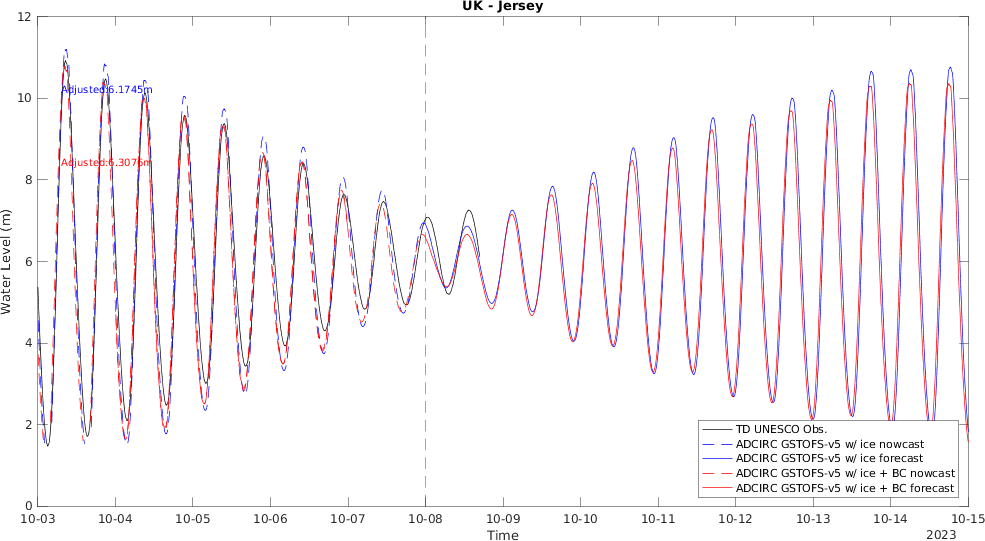 UK - Jersey
12
10
8
6
4
2
0
Water Level (m)
Adjusted:6.1745m
Adjusted:6.3076m
TD UNESCO Obs.
ADCIRC GSTOFS-v5 w/ ice nowcast
ADCIRC GSTOFS-v5 w/ ice forecast
ADCIRC GSTOFS-v5 w/ ice + BC nowcast
ADCIRC GSTOFS-v5 w/ ice + BC forecast
10-03 10-04 10-05 10-06 10-07 10-08 10-09 10-10 10-11 10-12 10-13 10-14 10-15
Time
2023